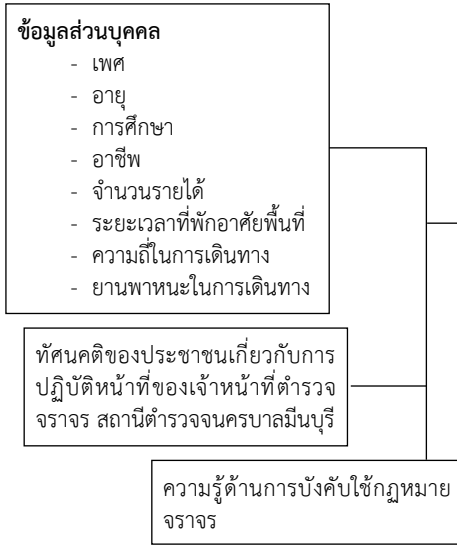 ข้อมูลส่วนบุคคล
- เพศ
- อายุ
- การศึกษา
- อาชีพ
- จำนวนรายได้
- ระยะเวลาที่พักอาศัยพื้นที่
- ความถี่ในการเดินทาง
- ยานพาหนะในการเดินทาง
ทัศนคติของประชาชนเกี่ยวกับการ
ปฏิบัติหน้าที่ของเจ้าหน้าที่ตำรวจ
จราจร สถานีตำรวจนครบาลมีนบุรี
ความรู้ด้านการบังคับใช้กฎหมาย
จราจร